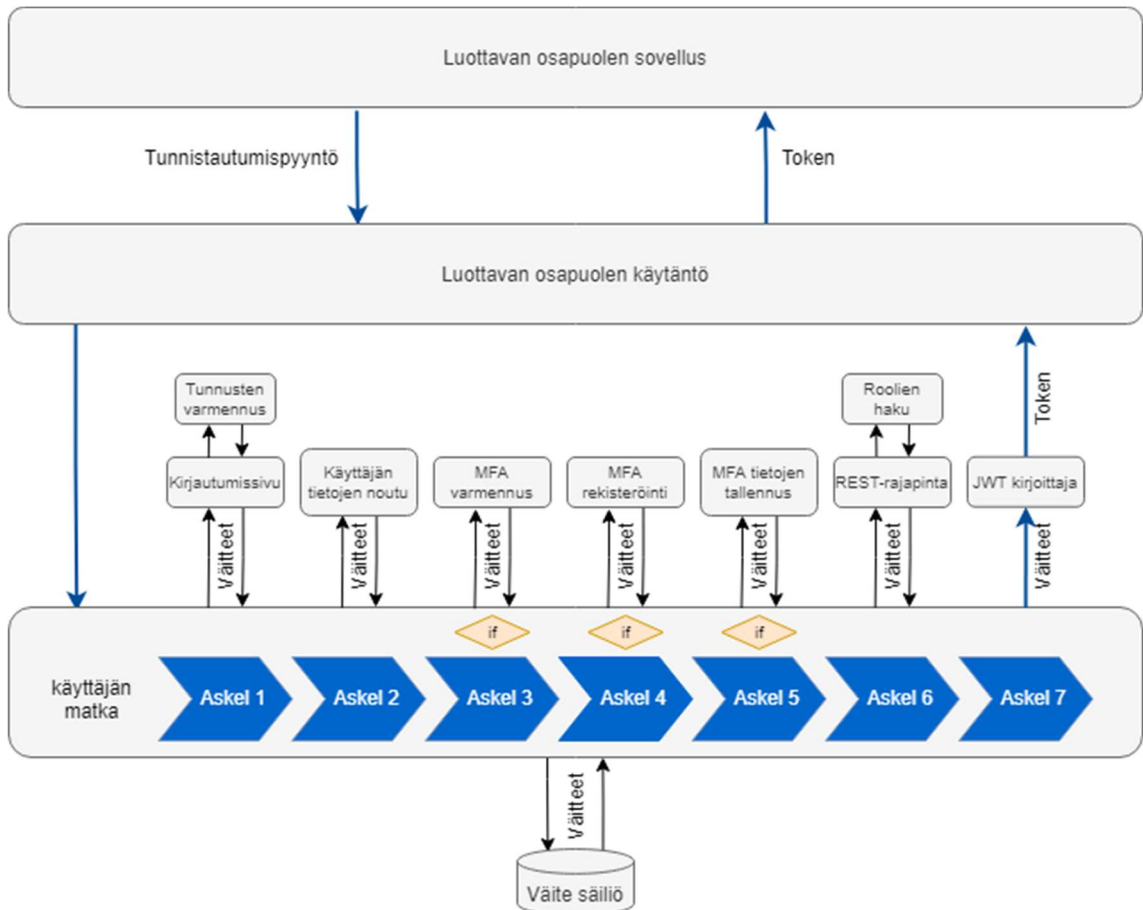 Luottavan osapuolen sovellus
Tunnistautumispyyntö
Token
Luottavan osapuolen käytäntö
Tunnusten
varmennus
Roolien
haku
Token
Kirjautumissivu
Käyttäjän
tietojen noutu
MFA
varmennus
MFA
rekisteröinti
MFA tietojen
tallennus
REST-rajapinta
JWT kirjoittaja
Väitteet
Väitteet
Väitteet
Väitteet
Väitteet
Väitteet
Väitteet
if
if
if
käyttäjän
matka
Askel 1
Askel 2
Askel 3
Askel 4
Askel 5
Askel 6
Askel 7
Väitteet
Väite säiliö